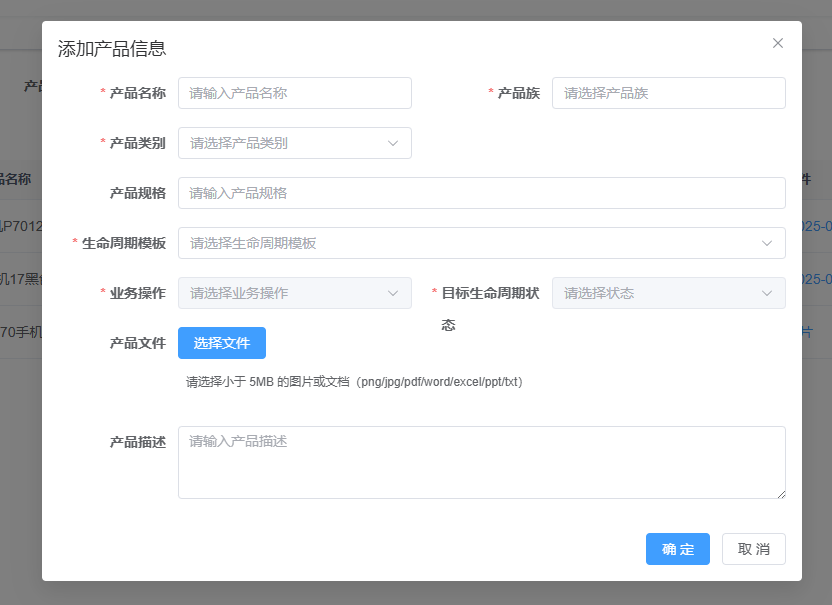 添加产品信息
产品
* 产品名称 请输入产品名称 * 产品族 请选择产品族
* 产品类别 请选择产品类别
品名称 件
产品规格 请输入产品规格
机P7012 025-0
* 生命周期模板 请选择生命周期模板
机17黑色 025-0
* 业务操作 请选择业务操作 * 目标生命周期状态 请选择状态
70手机 片
产品文件 选择文件
请选择小于 5MB 的图片或文档（png/jpg/pdf/word/excel/ppt/txt）
产品描述 请输入产品描述
确 定 取 消